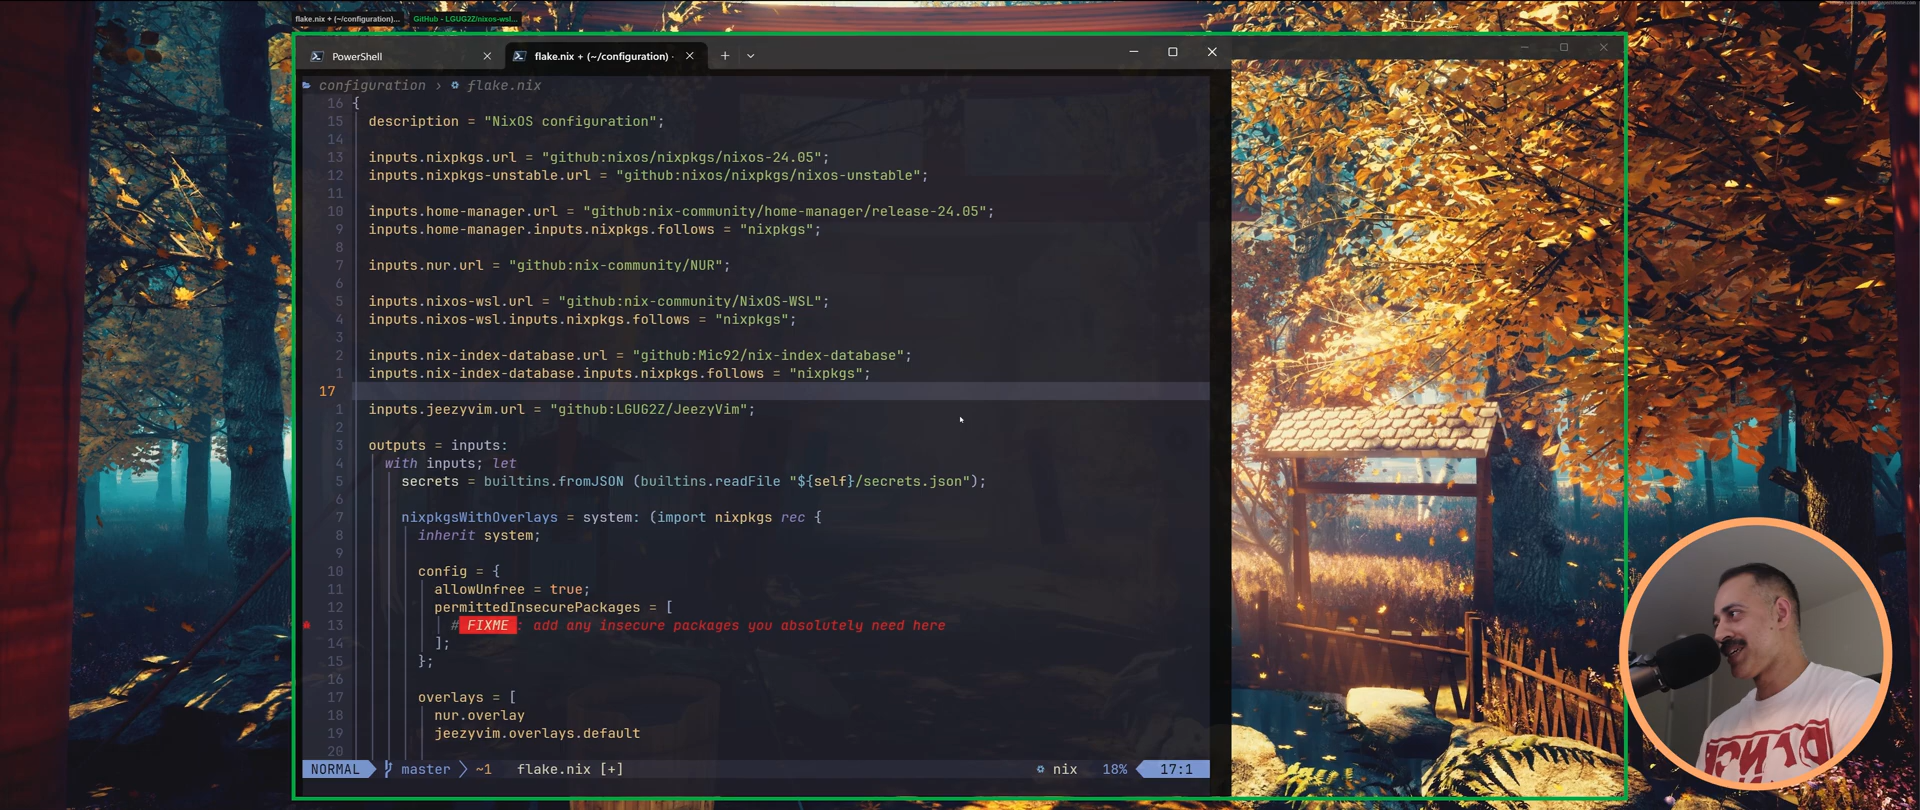 flake.nix + (~/configuration)...
GitHub - LGUG2Z/nixos-wsl...
PowerShell
flake.nix + (~/configuration) -
configuration › flake.nix
16 {
15 description = "NixOS configuration";
14
13 inputs.nixpkgs.url = "github:nixos/nixpkgs/nixos-24.05";
12 inputs.nixpkgs-unstable.url = "github:nixos/nixpkgs/nixos-unstable";
11
10 inputs.home-manager.url = "github:nix-community/home-manager/release-24.05";
9 inputs.home-manager.inputs.nixpkgs.follows = "nixpkgs";
8
7 inputs.nur.url = "github:nix-community/NUR";
6
5 inputs.nixos-wsl.url = "github:nix-community/NixOS-WSL";
4 inputs.nixos-wsl.inputs.nixpkgs.follows = "nixpkgs";
3
2 inputs.nix-index-database.url = "github:Mic92/nix-index-database";
1 inputs.nix-index-database.inputs.nixpkgs.follows = "nixpkgs";
17
1 inputs.jeezyvim.url = "github:LGUG2Z/JeezyVim";
2
3 outputs = inputs:
4 with inputs; let
5 secrets = builtins.fromJSON (builtins.readFile "${self}/secrets.json");
6
7 nixpkgsWithOverlays = system: (import nixpkgs rec {
8 inherit system;
9
10 config = {
11 allowUnfree = true;
12 permittedInsecurePackages = [
13 # FIXME : add any insecure packages you absolutely need here
14 ];
15 };
16
17 overlays = [
18 nur.overlay
19 jeezyvim.overlays.default
20
NORMAL master ~1 flake.nix [+] nix 18% 17:1